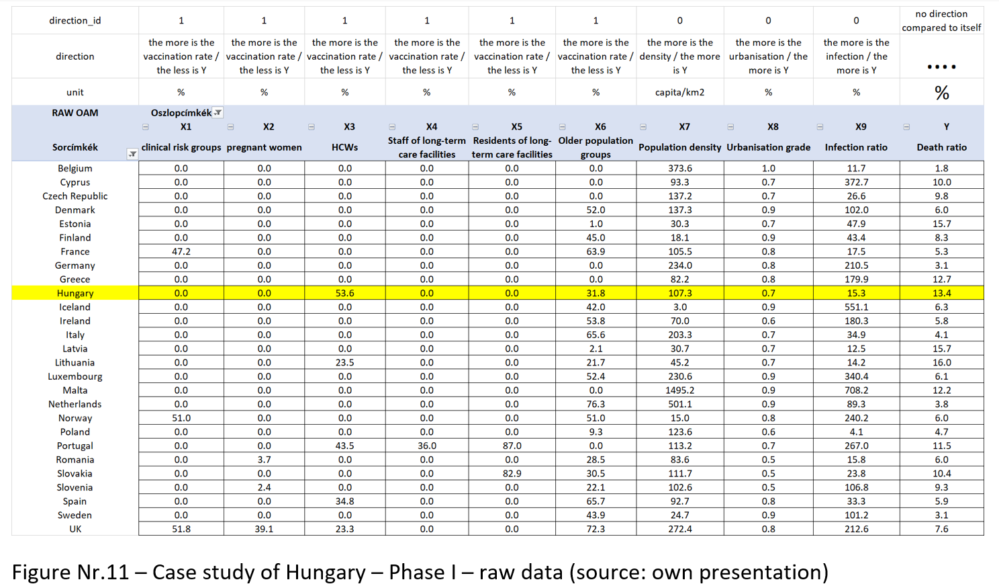 direction_id 1 1 1 1 1 1 0 0 0 no direction compared to itself
direction the more is the vaccination rate / the less is Y the more is the vaccination rate / the less is Y the more is the vaccination rate / the less is Y the more is the vaccination rate / the less is Y the more is the vaccination rate / the less is Y the more is the vaccination rate / the less is Y the more is the density / the more is Y the more is the urbanisation / the more is Y the more is the infection / the more is Y ....
unit % % % % % % capita/km2 % % %
RAW OAM Oszlopcímkék
X1 X2 X3 X4 X5 X6 X7 X8 X9 Y
Sorcímkék clinical risk groups pregnant women HCWs Staff of long-term care facilities Residents of long-term care facilities Older population groups Population density Urbanisation grade Infection ratio Death ratio
Belgium 0.0 0.0 0.0 0.0 0.0 0.0 373.6 1.0 11.7 1.8
Cyprus 0.0 0.0 0.0 0.0 0.0 0.0 93.3 0.7 372.7 10.0
Czech Republic 0.0 0.0 0.0 0.0 0.0 0.0 137.2 0.7 26.6 9.8
Denmark 0.0 0.0 0.0 0.0 0.0 52.0 137.3 0.9 102.0 6.0
Estonia 0.0 0.0 0.0 0.0 0.0 1.0 30.3 0.7 47.9 15.7
Finland 0.0 0.0 0.0 0.0 0.0 45.0 18.1 0.9 43.4 8.3
France 47.2 0.0 0.0 0.0 0.0 63.9 105.5 0.8 17.5 5.3
Germany 0.0 0.0 0.0 0.0 0.0 0.0 234.0 0.8 210.5 3.1
Greece 0.0 0.0 0.0 0.0 0.0 0.0 82.2 0.8 179.9 12.7
Hungary 0.0 0.0 53.6 0.0 0.0 31.8 107.3 0.7 15.3 13.4
Iceland 0.0 0.0 0.0 0.0 0.0 42.0 3.0 0.9 551.1 6.3
Ireland 0.0 0.0 0.0 0.0 0.0 53.8 70.0 0.6 180.3 5.8
Italy 0.0 0.0 0.0 0.0 0.0 65.6 203.3 0.7 34.9 4.1
Latvia 0.0 0.0 0.0 0.0 0.0 2.1 30.7 0.7 12.5 15.7
Lithuania 0.0 0.0 23.5 0.0 0.0 21.7 45.2 0.7 14.2 16.0
Luxembourg 0.0 0.0 0.0 0.0 0.0 52.4 230.6 0.9 340.4 6.1
Malta 0.0 0.0 0.0 0.0 0.0 0.0 1495.2 0.9 708.2 12.2
Netherlands 0.0 0.0 0.0 0.0 0.0 76.3 501.1 0.9 89.3 3.8
Norway 51.0 0.0 0.0 0.0 0.0 51.0 15.0 0.8 240.2 6.0
Poland 0.0 0.0 0.0 0.0 0.0 9.3 123.6 0.6 4.1 4.7
Portugal 0.0 0.0 43.5 36.0 87.0 0.0 113.2 0.7 267.0 11.5
Romania 0.0 3.7 0.0 0.0 0.0 28.5 83.6 0.5 15.8 6.0
Slovakia 0.0 0.0 0.0 0.0 82.9 30.5 111.7 0.5 23.8 10.4
Slovenia 0.0 2.4 0.0 0.0 0.0 22.1 102.6 0.5 106.8 9.3
Spain 0.0 0.0 34.8 0.0 0.0 65.7 92.7 0.8 33.3 5.9
Sweden 0.0 0.0 0.0 0.0 0.0 43.9 24.7 0.9 101.2 3.1
UK 51.8 39.1 23.3 0.0 0.0 72.3 272.4 0.8 212.6 7.6
Figure Nr.11 – Case study of Hungary – Phase I – raw data (source: own presentation)